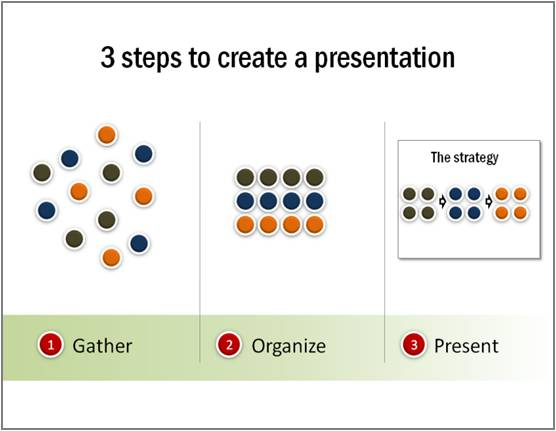 3 steps to create a presentation
The strategy
1 Gather
2 Organize
3 Present